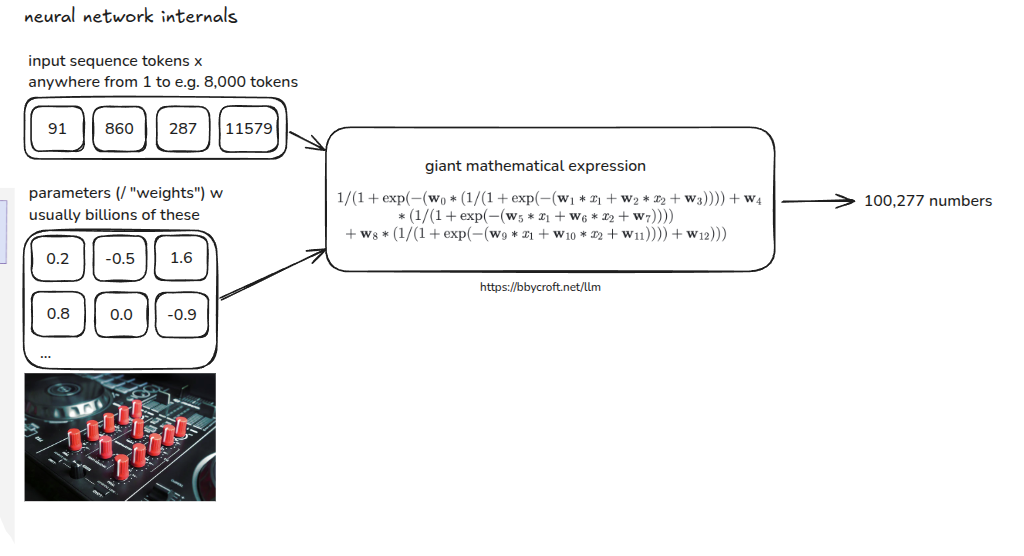 neural network internals
input sequence tokens x
anywhere from 1 to e.g. 8,000 tokens
91 860 287 11579
parameters (/ "weights") w
usually billions of these
0.2 -0.5 1.6
0.8 0.0 -0.9
...
giant mathematical expression
1/(1 + exp(−(w₀ * (1/(1 + exp(−(w₁ * x₁ + w₂ * x₂ + w₃)))) + w₄
* (1/(1 + exp(−(w₅ * x₁ + w₆ * x₂ + w₇))))
+ w₈ * (1/(1 + exp(−(w₉ * x₁ + w₁₀ * x₂ + w₁₁)))) + w₁₂)))
https://bbycroft.net/llm
100,277 numbers